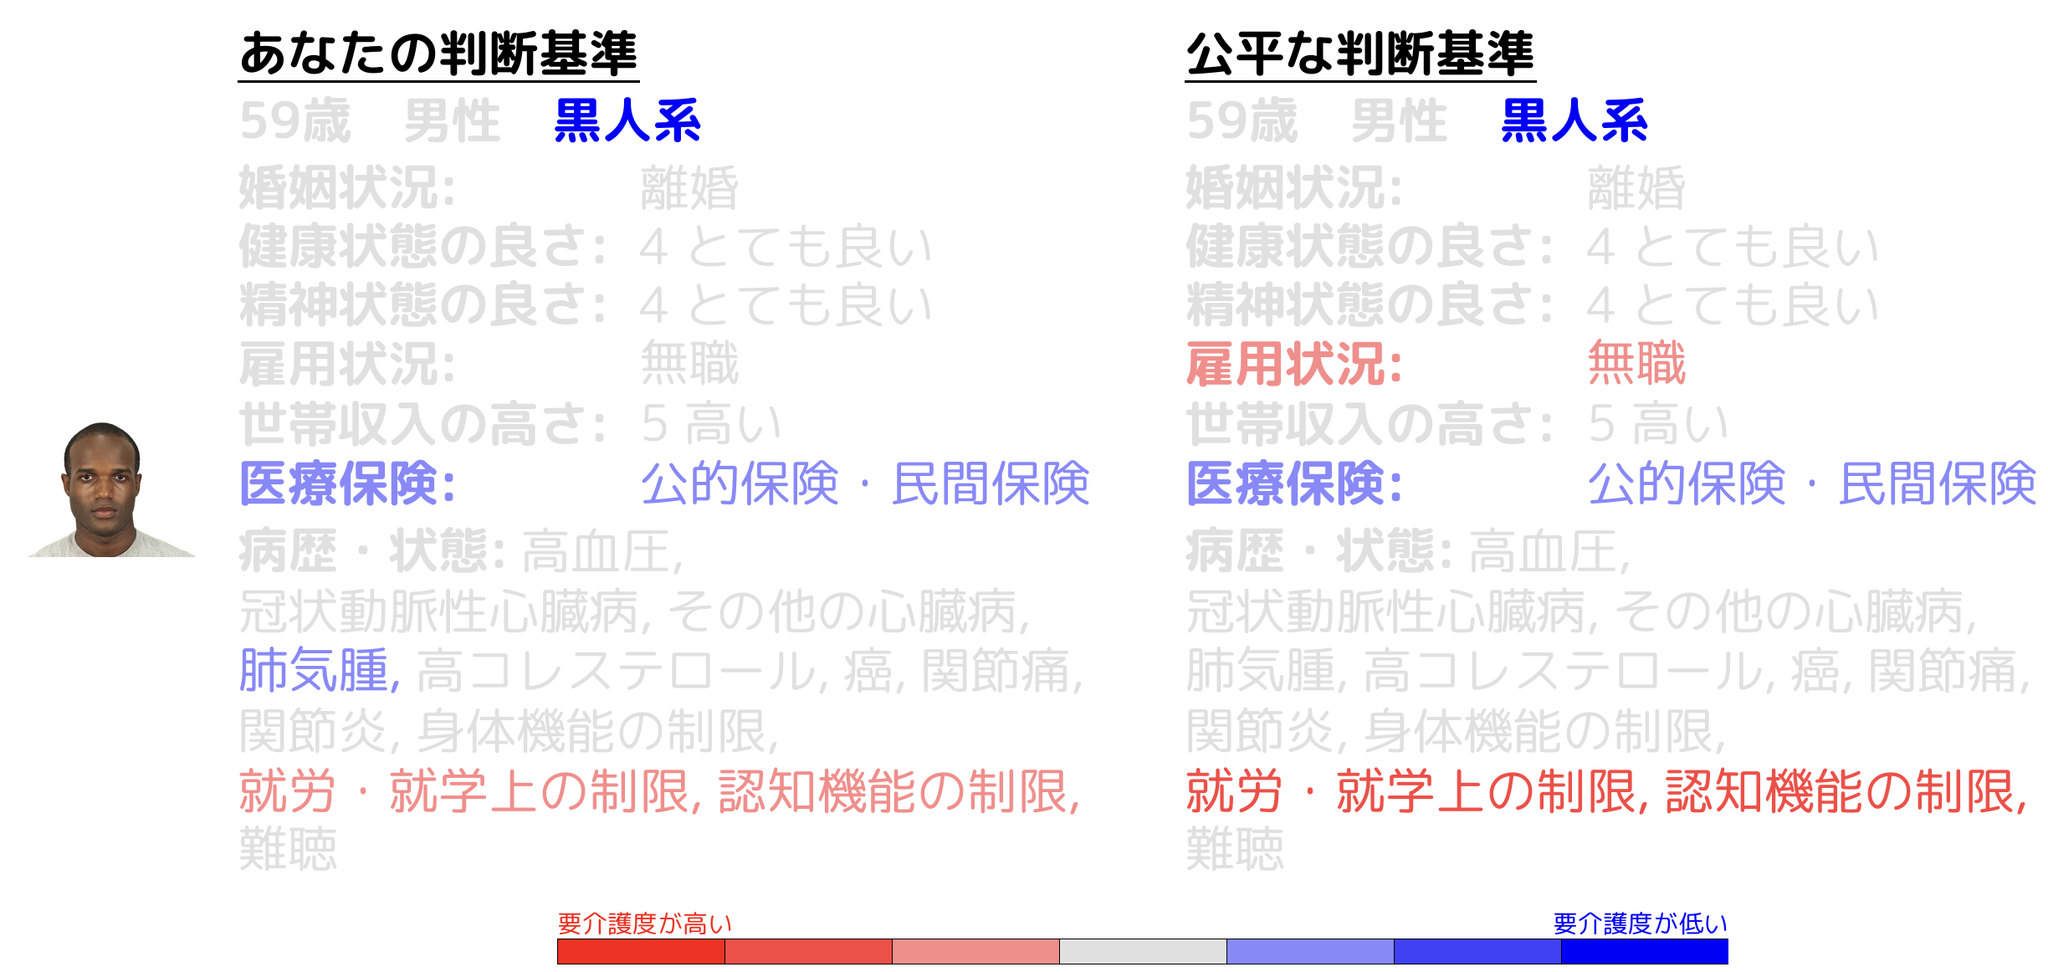 あなたの判断基準
59歳 男性 黒人系
婚姻状況: 離婚
健康状態の良さ: 4 とても良い
精神状態の良さ: 4 とても良い
雇用状況: 無職
世帯収入の高さ: 5 高い
医療保険: 公的保険・民間保険
病歴・状態: 高血圧,
冠状動脈性心臓病, その他の心臓病,
肺気腫, 高コレステロール, 癌, 関節痛,
関節炎, 身体機能の制限,
就労・就学上の制限, 認知機能の制限,
難聴
公平な判断基準
59歳 男性 黒人系
婚姻状況: 離婚
健康状態の良さ: 4 とても良い
精神状態の良さ: 4 とても良い
雇用状況: 無職
世帯収入の高さ: 5 高い
医療保険: 公的保険・民間保険
病歴・状態: 高血圧,
冠状動脈性心臓病, その他の心臓病,
肺気腫, 高コレステロール, 癌, 関節痛,
関節炎, 身体機能の制限,
就労・就学上の制限, 認知機能の制限,
難聴
要介護度が高い
要介護度が低い